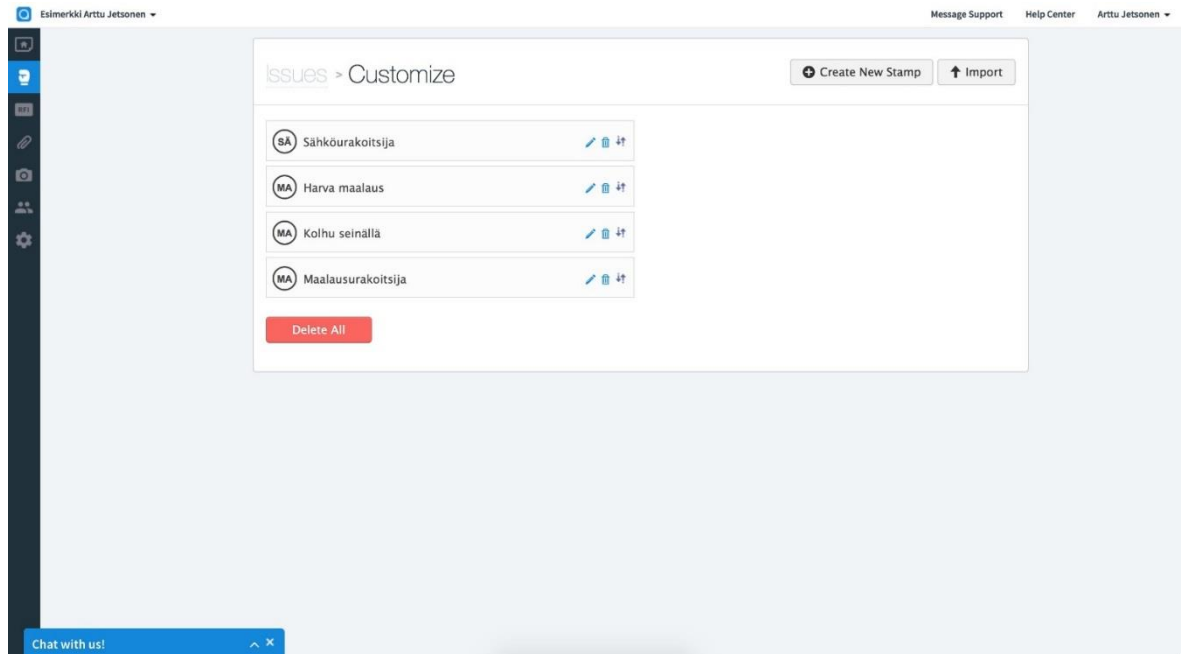 Esimerkki Arttu Jetsonen Message Support Help Center Arttu Jetsonen
Issues > Customize Create New Stamp Import
SÄ Sähköurakoitsija
RFI
MA Harva maalaus
MA Kolhu seinällä
MA Maalausurakoitsija
Delete All
Chat with us!